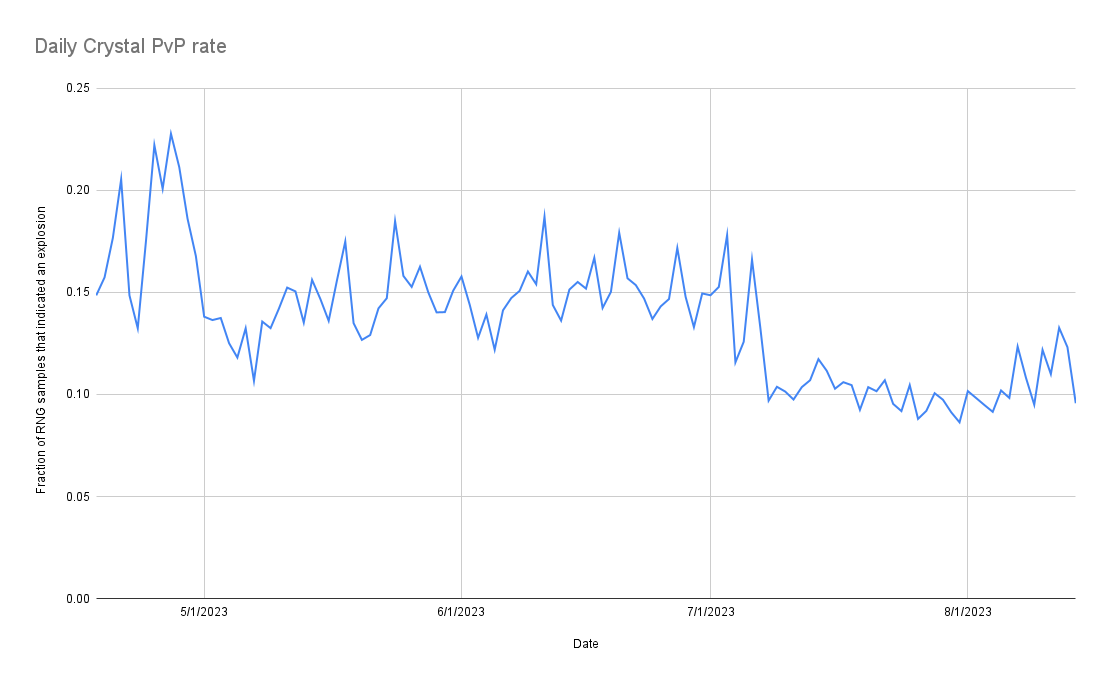 Daily Crystal PvP rate
Fraction of RNG samples that indicated an explosion
0.25
0.20
0.15
0.10
0.05
0.00
5/1/2023 6/1/2023 7/1/2023 8/1/2023
Date